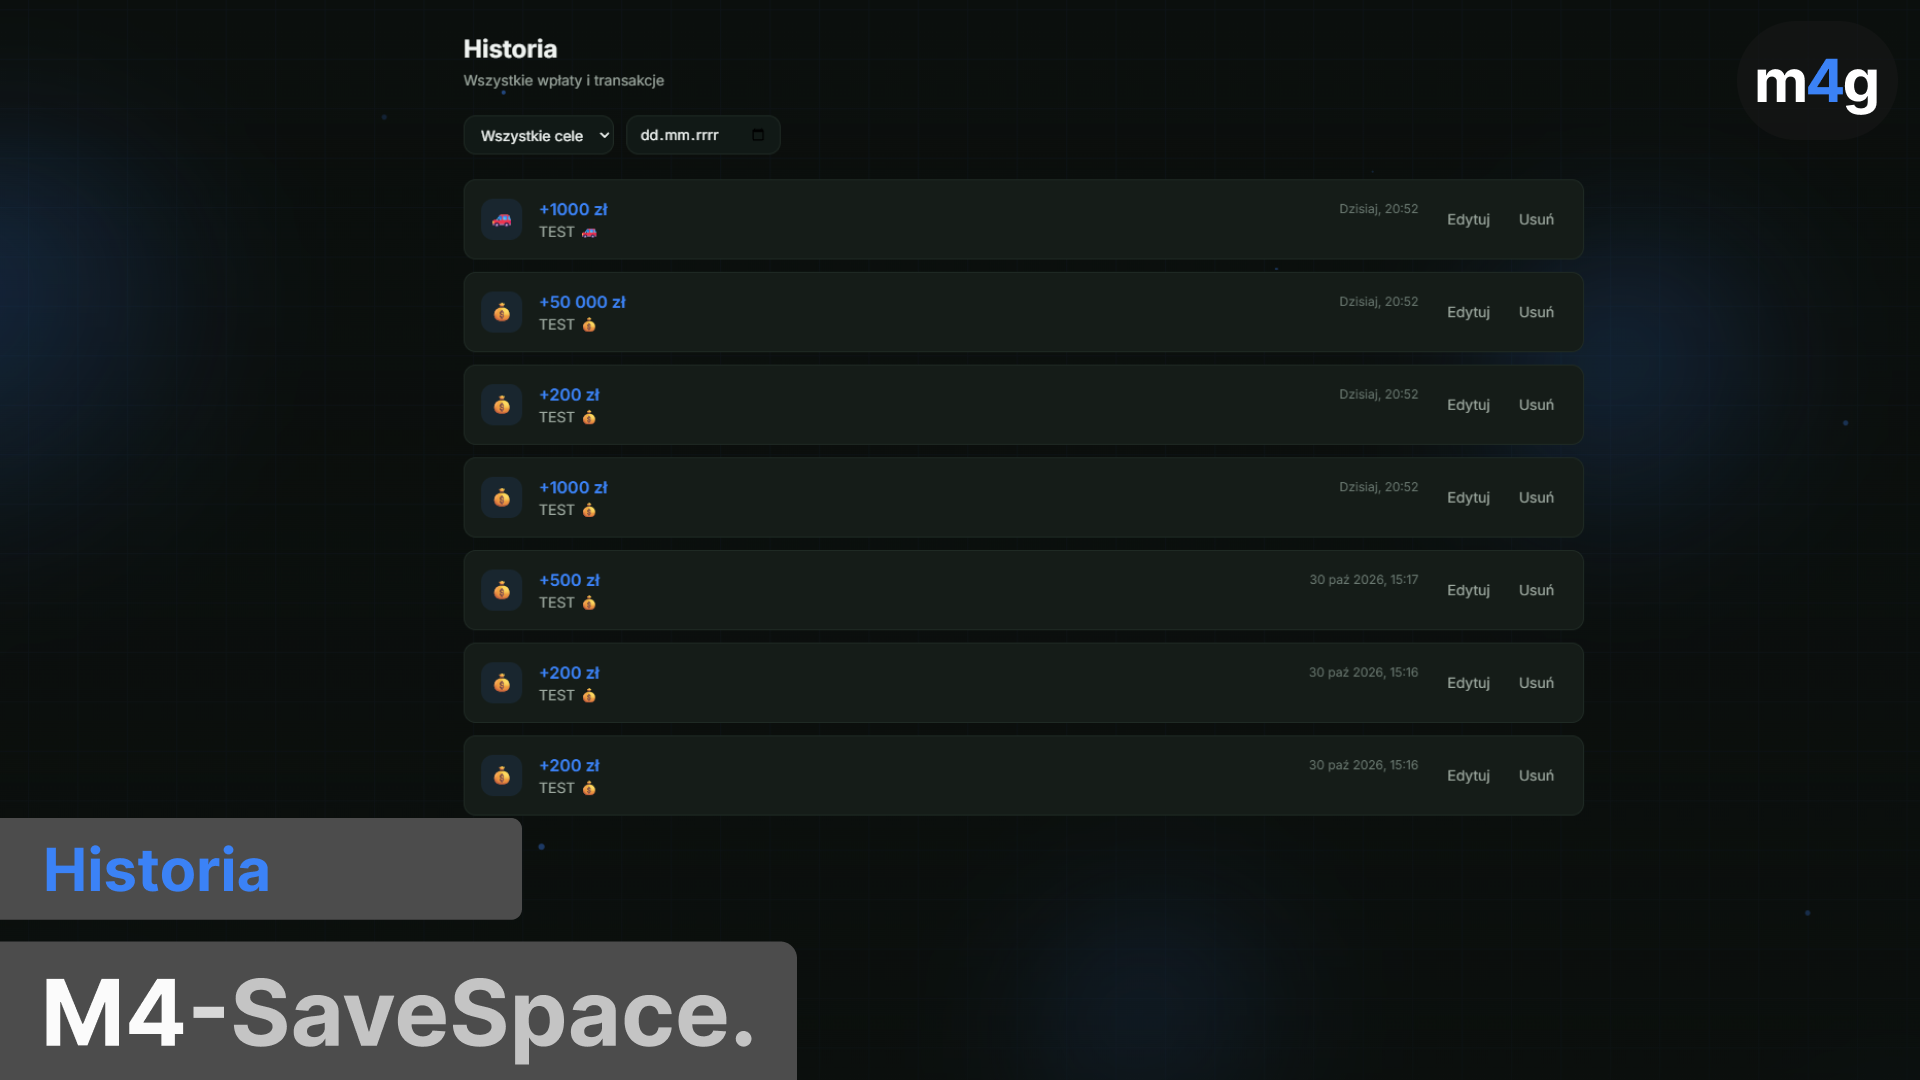 Historia
Wszystkie wpłaty i transakcje
m4g
Wszystkie cele
dd.mm.rrrr
+1000 zł
TEST 🚗
Dzisiaj, 20:52
Edytuj
Usuń
+50 000 zł
TEST 💰
Dzisiaj, 20:52
Edytuj
Usuń
+200 zł
TEST 💰
Dzisiaj, 20:52
Edytuj
Usuń
+1000 zł
TEST 💰
Dzisiaj, 20:52
Edytuj
Usuń
+500 zł
TEST 💰
30 paź 2026, 15:17
Edytuj
Usuń
+200 zł
TEST 💰
30 paź 2026, 15:16
Edytuj
Usuń
+200 zł
TEST 💰
30 paź 2026, 15:16
Edytuj
Usuń
Historia
M4-SaveSpace.